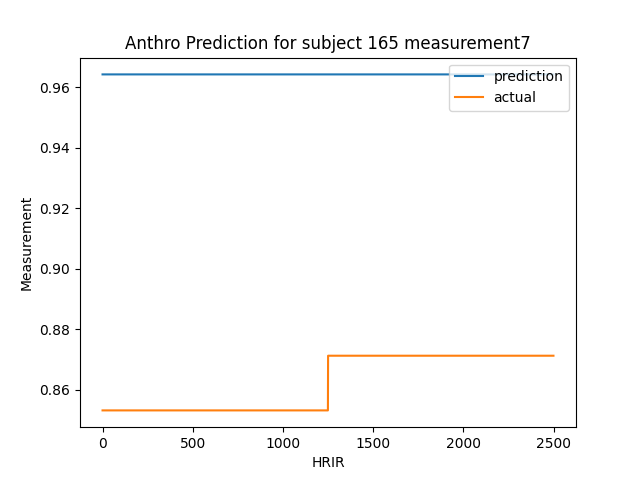 Anthro Prediction for subject 165 measurement7
prediction
actual
0.96
0.94
0.92
0.90
0.88
0.86
Measurement
0
500
1000
1500
2000
2500
HRIR